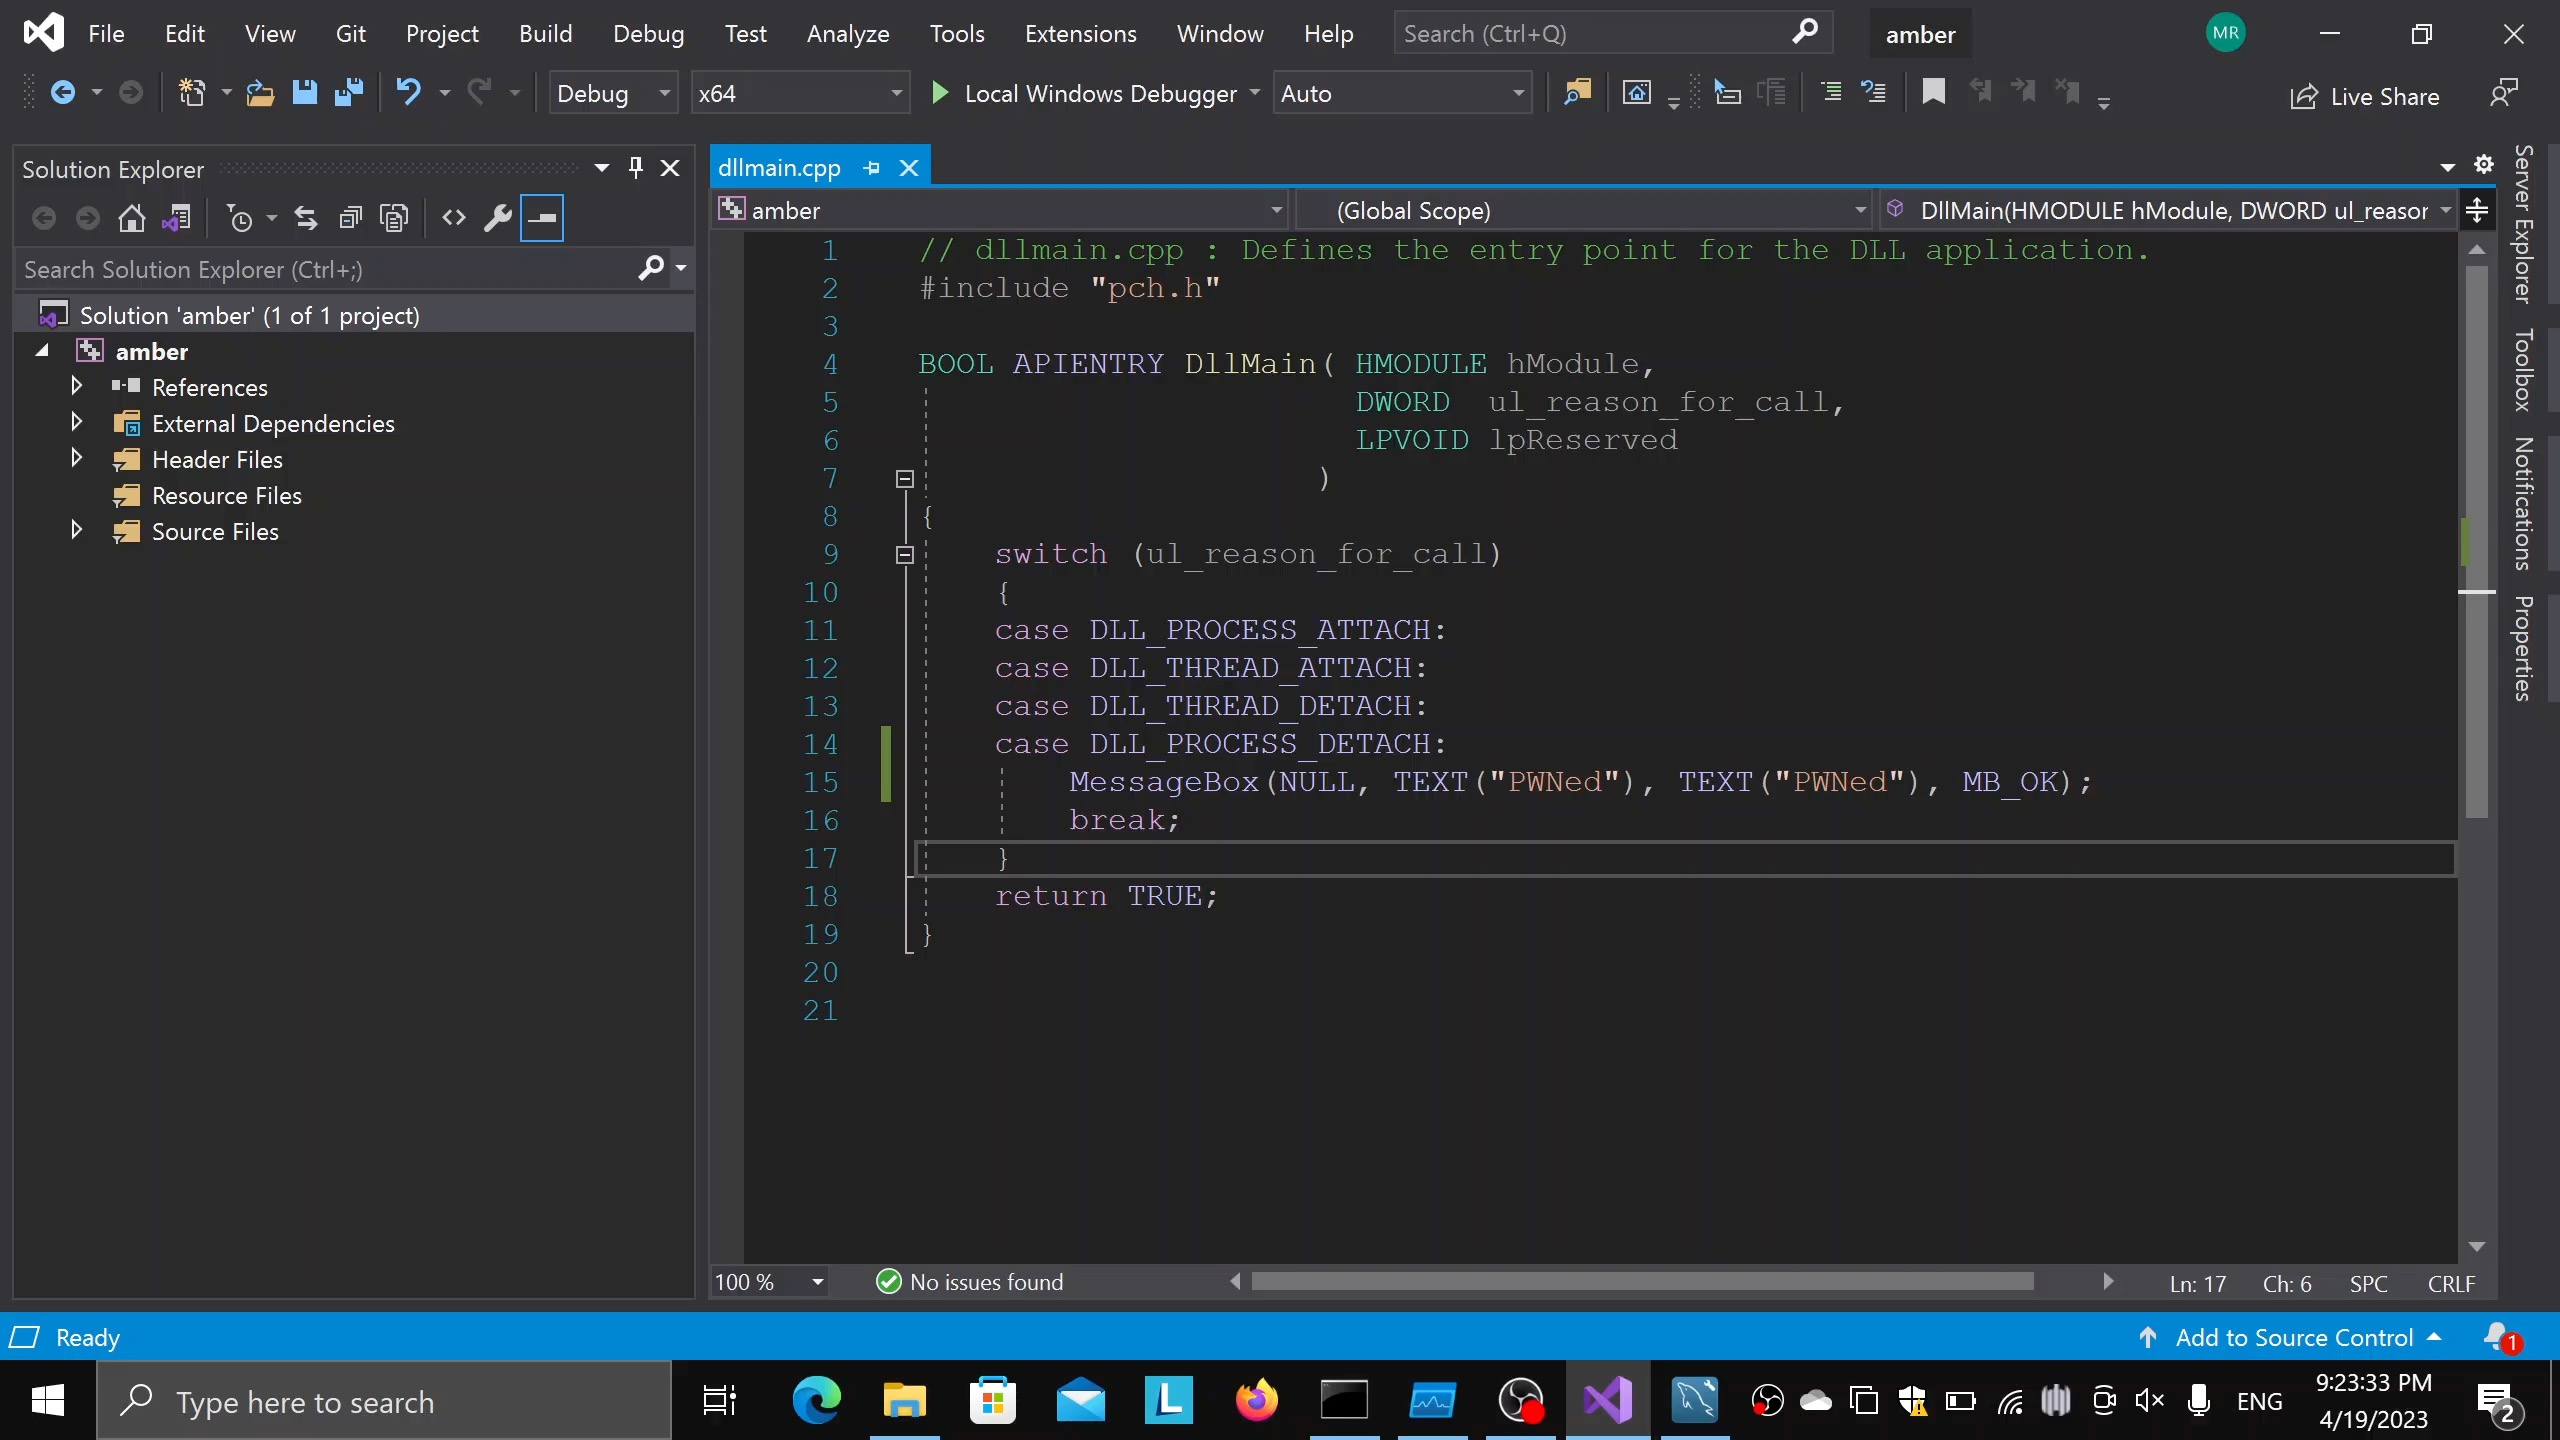 File Edit View Git Project Build Debug Test Analyze Tools Extensions Window Help Search (Ctrl+Q) amber MR
Debug x64 Local Windows Debugger Auto Live Share
Solution Explorer
Search Solution Explorer (Ctrl+;)
Solution 'amber' (1 of 1 project)
amber
References
External Dependencies
Header Files
Resource Files
Source Files
dllmain.cpp
amber (Global Scope) DllMain(HMODULE hModule, DWORD ul_reason
1 // dllmain.cpp : Defines the entry point for the DLL application.
2 #include "pch.h"
3
4 BOOL APIENTRY DllMain( HMODULE hModule,
5 DWORD  ul_reason_for_call,
6 LPVOID lpReserved
7 )
8 {
9 switch (ul_reason_for_call)
10 {
11 case DLL_PROCESS_ATTACH:
12 case DLL_THREAD_ATTACH:
13 case DLL_THREAD_DETACH:
14 case DLL_PROCESS_DETACH:
15 MessageBox(NULL, TEXT("PWNed"), TEXT("PWNed"), MB_OK);
16 break;
17 }
18 return TRUE;
19 }
20
21
Server Explorer
Toolbox
Notifications
Properties
100 % No issues found Ln: 17 Ch: 6 SPC CRLF
Ready Add to Source Control 1
Type here to search L ENG 9:23:33 PM
4/19/2023 2